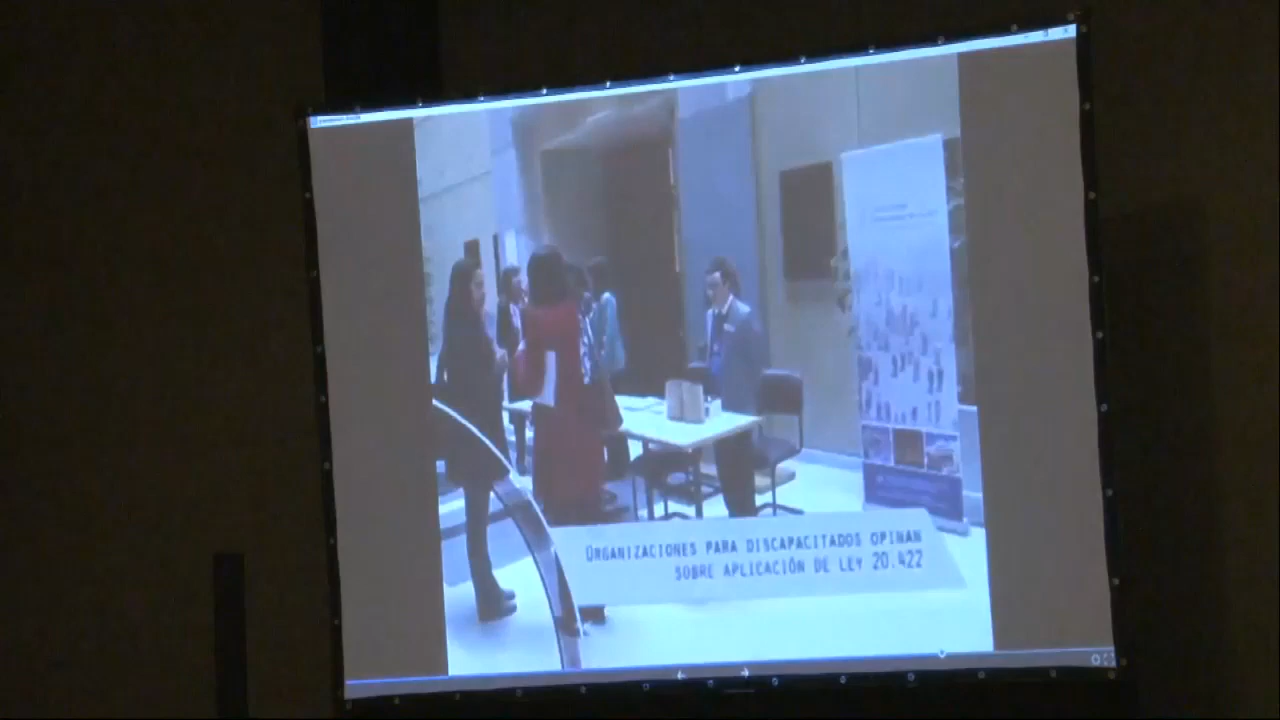 ORGANIZACIONES PARA DISCAPACITADOS OPINAN
SOBRE APLICACIÓN DE LEY 20.422